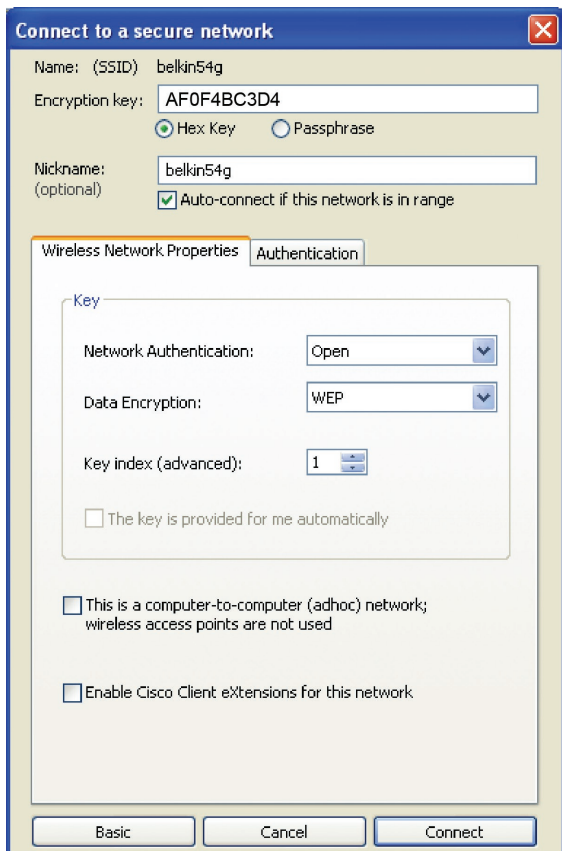 Connect to a secure network
Name: (SSID) belkin54g
Encryption key: AF0F4BC3D4
Hex Key Passphrase
Nickname: belkin54g
(optional)
Auto-connect if this network is in range
Wireless Network Properties Authentication
Key
Network Authentication: Open
Data Encryption: WEP
Key index (advanced): 1
The key is provided for me automatically
This is a computer-to-computer (adhoc) network;
wireless access points are not used
Enable Cisco Client eXtensions for this network
Basic Cancel Connect